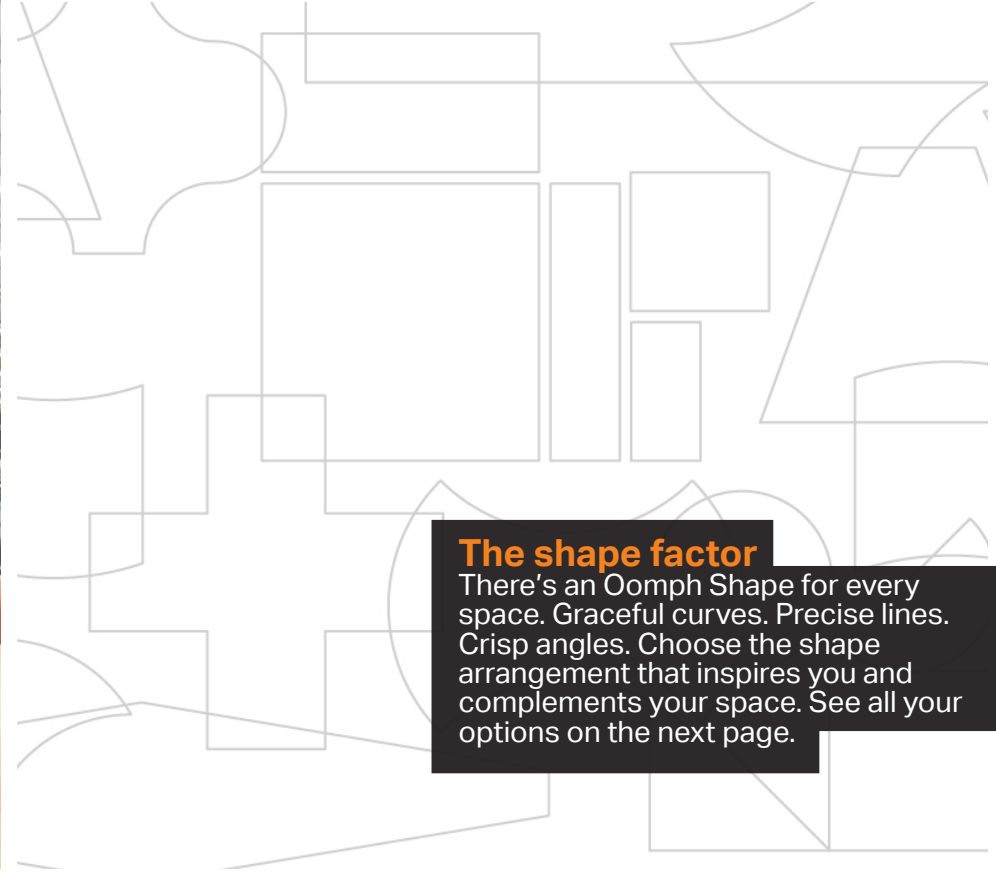 The shape factor
There’s an Oomph Shape for every
space. Graceful curves. Precise lines.
Crisp angles. Choose the shape
arrangement that inspires you and
complements your space. See all your
options on the next page.